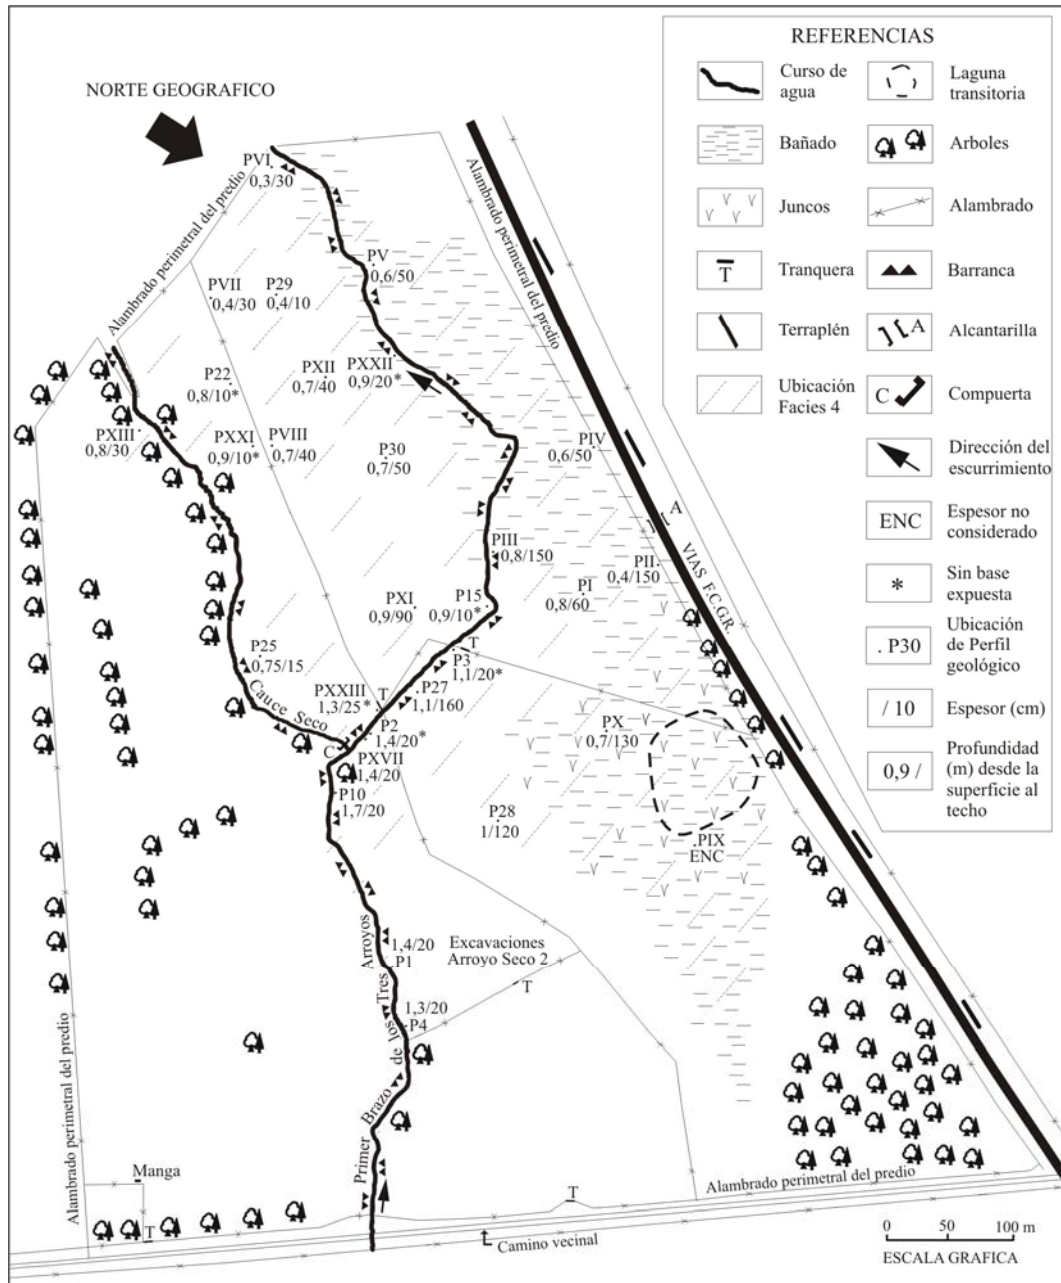 REFERENCIAS
Curso de
agua
Laguna
transitoria
Bañado
Arboles
Juncos
Alambrado
T
Tranquera
Barranca
Terraplén
A
Alcantarilla
Ubicación
Facies 4
C
Compuerta
Dirección del
escurrimiento
ENC
Espesor no
considerado
*
Sin base
expuesta
. P30
Ubicación
de Perfil
geológico
/ 10
Espesor (cm)
0,9 /
Profundidad
(m) desde la
superficie al
techo
NORTE GEOGRAFICO
PVI
0,3/30
Alambrado perimetral del predio
Alambrado perimetral del predio
Alambrado perimetral del predio
PV
0,6/50
PVII
0,4/30
P29
0,4/10
PXII
0,7/40
PXXII
0,9/20*
P22
0,8/10*
PXIII
0,8/30
PXXI
0,9/10*
PVIII
0,7/40
P30
0,7/50
PIV
0,6/50
A
VIAS F.C.G.R.
PIII
0,8/150
PII
0,4/150
PI
0,8/60
PXI
0,9/90
P15
0,9/10*
T
P3
1,1/20*
P25
0,75/15
Cauce Seco
PXXIII
1,3/25*
T
P27
1,1/160
P2
1,4/20*
C
PXVII
1,4/20
PX
0,7/130
P10
1,7/20
P28
1/120
.PIX
ENC
1,4/20
P1
Excavaciones
Arroyo Seco 2
T
1,3/20
P4
Primer Brazo de los Tres Arroyos
Alambrado perimetral del predio
Manga
T
T
Alambrado perimetral del predio
Camino vecinal
0 50 100 m
ESCALA GRAFICA